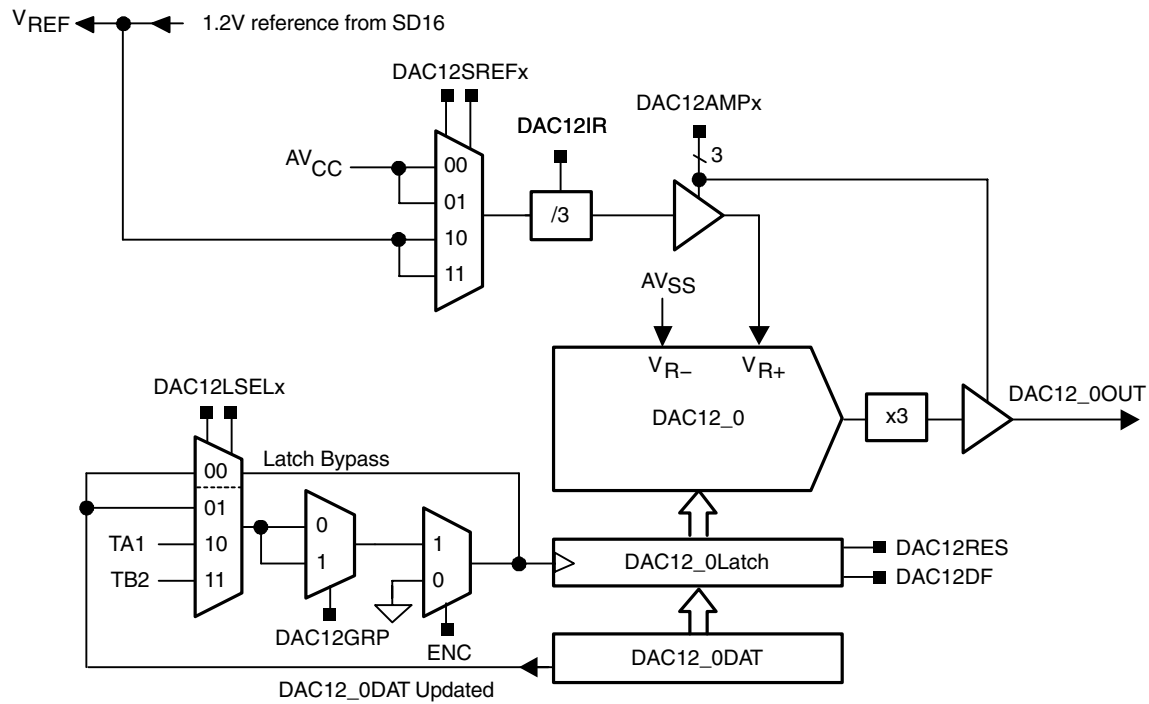 VREF
1.2V reference from SD16
DAC12SREFx
DAC12IR
DAC12AMPx
3
AVCC
00
01
10
11
/3
AVSS
VR−
VR+
DAC12_0
x3
DAC12_0OUT
DAC12LSELx
Latch Bypass
00
01
TA1
10
TB2
11
0
1
DAC12GRP
1
0
ENC
DAC12_0Latch
DAC12RES
DAC12DF
DAC12_0DAT
DAC12_0DAT Updated